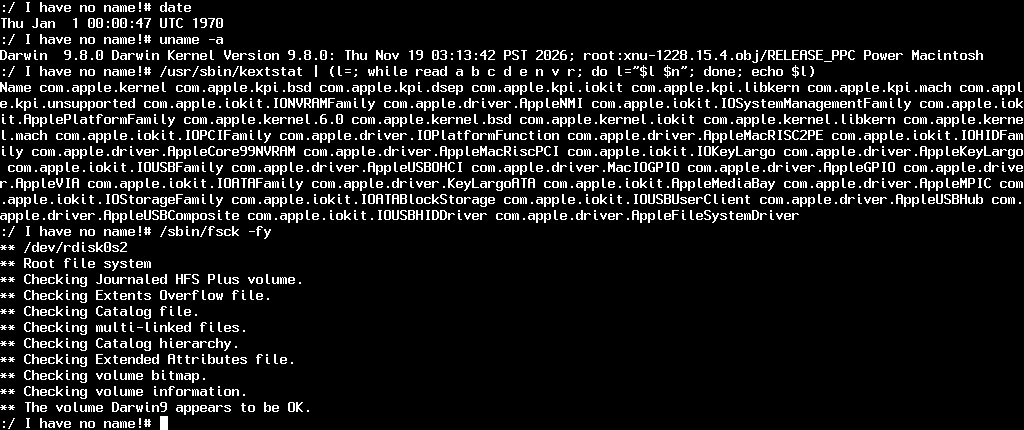 :/ I have no name!# date
Thu Jan  1 00:00:47 UTC 1970
:/ I have no name!# uname -a
Darwin  9.8.0 Darwin Kernel Version 9.8.0: Thu Nov 19 03:13:42 PST 2026; root:xnu-1228.15.4.obj/RELEASE_PPC Power Macintosh
:/ I have no name!# /usr/sbin/kextstat | (l=; while read a b c d e n v r; do l="$l $n"; done; echo $l)
Name com.apple.kernel com.apple.kpi.bsd com.apple.kpi.dsep com.apple.kpi.iokit com.apple.kpi.libkern com.apple.kpi.mach com.appl
e.kpi.unsupported com.apple.iokit.IONVRAMFamily com.apple.driver.AppleNMI com.apple.iokit.IOSystemManagementFamily com.apple.iok
it.ApplePlatformFamily com.apple.kernel.6.0 com.apple.kernel.bsd com.apple.kernel.iokit com.apple.kernel.libkern com.apple.kerne
l.mach com.apple.iokit.IOPCIFamily com.apple.driver.IOPlatformFunction com.apple.driver.AppleMacRISC2PE com.apple.iokit.IOHIDFam
ily com.apple.driver.AppleCore99NVRAM com.apple.driver.AppleMacRiscPCI com.apple.driver.IOKeyLargo com.apple.driver.AppleKeyLargo
 com.apple.iokit.IOUSBFamily com.apple.driver.AppleUSBOHCI com.apple.driver.MacIOGPIO com.apple.driver.AppleGPIO com.apple.drive
r.AppleVIA com.apple.iokit.IOATAFamily com.apple.driver.KeyLargoATA com.apple.driver.AppleMediaBay com.apple.driver.AppleMPIC com
.apple.iokit.IOStorageFamily com.apple.iokit.IOATABlockStorage com.apple.iokit.IOUSBUserClient com.apple.driver.AppleUSBHub com.
apple.driver.AppleUSBComposite com.apple.iokit.IOUSBHIDDriver com.apple.driver.AppleFileSystemDriver
:/ I have no name!# /sbin/fsck -fy
** /dev/rdisk0s2
** Root file system
** Checking Journaled HFS Plus volume.
** Checking Extents Overflow file.
** Checking Catalog file.
** Checking multi-linked files.
** Checking Catalog hierarchy.
** Checking Extended Attributes file.
** Checking volume bitmap.
** Checking volume information.
** The volume Darwin9 appears to be OK.
:/ I have no name!#